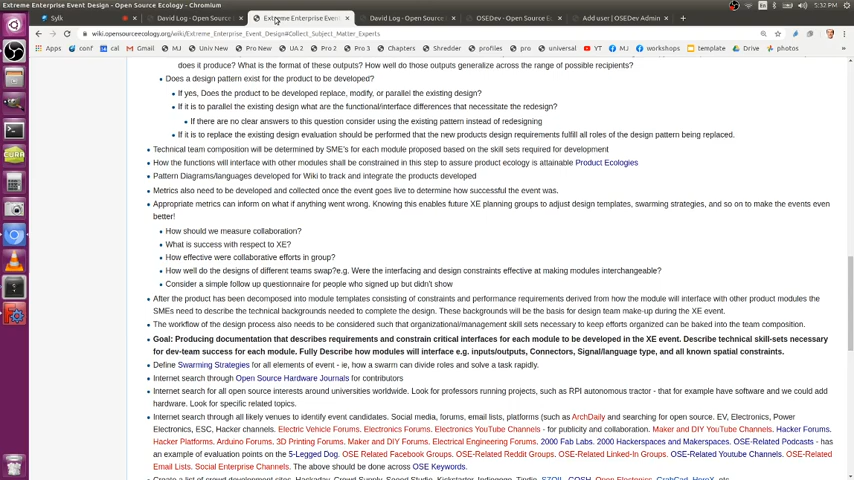 Extreme Enterprise Event Design - Open Source Ecology - Chromium
5:32 PM
Sylk
David Log - Open Source
Extreme Enterprise Event
David Log - Open Source
OSEDev - Open Source Ec
Add user | OSEDev Admin
wiki.opensourceecology.org/wiki/Extreme_Enterprise_Event_Design#Collect_Subject_Matter_Experts
conf
cal
Gmail
MJ
New Wiki
New Doc
Pro New
UA 2
Pro 3
Chapters
Shredder
profiles
pro
universal
YT
MJ
workshops
template
Drive
photos
does it produce? What is the format of these outputs? How well do those outputs generalize across the range of possible recipients?
Does a design pattern exist for the product to be developed?
If yes, Does the product to be developed replace, modify, or parallel the existing design?
If it is to parallel the existing design what are the functional/interface differences that necessitate the redesign?
If there are no clear answers to this question consider using the existing pattern instead of redesigning
If it is to replace the existing design evaluation should be performed that the new products design requirements fulfill all roles of the design pattern being replaced.
Technical team composition will be determined by SME's for each module proposed based on the skill sets required for development
How the functions will interface with other modules shall be constrained in this step to assure product ecology is attainable Product Ecologies
Pattern Diagrams/languages developed for Wiki to track and integrate the products developed
Metrics also need to be developed and collected once the event goes live to determine how successful the event was.
Appropriate metrics can inform on what if anything went wrong. Knowing this enables future XE planning groups to adjust design templates, swarming strategies, and so on to make the events even
better!
How should we measure collaboration?
What is success with respect to XE?
How effective were collaborative efforts in group?
How well do the designs of different teams swap?e.g. Were the interfacing and design constraints effective at making modules interchangeable?
Consider a simple follow up questionnaire for people who signed up but didn't show
After the product has been decomposed into module templates consisting of constraints and performance requirements derived from how the module will interface with other product modules the
SMEs need to describe the technical backgrounds needed to complete the design. These backgrounds will be the basis for design team make-up during the XE event.
The workflow of the design process also needs to be considered such that organizational/management skill sets necessary to keep efforts organized can be baked into the team composition.
Goal: Producing documentation that describes requirements and constrain critical interfaces for each module to be developed in the XE event. Describe technical skill-sets necessary
for dev-team success for each module. Fully Describe how modules will interface e.g. inputs/outputs, Connectors, Signal/language type, and all known spatial constraints.
Define Swarming Strategies for all elements of event - ie, how a swarm can divide roles and solve a task rapidly.
Internet search through Open Source Hardware Journals for contributors
Internet search for all open source interests around universities worldwide. Look for professors running projects, such as RPI autonomous tractor - that for example have software and we could add
hardware. Look for specific related topics.
Internet search through all likely venues to identify event candidates. Social media, forums, email lists, platforms (such as ArchDaily and searching for open source. EV, Electronics, Power
Electronics, ESC, Hacker channels. Electric Vehicle Forums. Electronics Forums. Electronics YouTube Channels - for publicity and collaboration. Maker and DIY YouTube Channels. Hacker Forums.
Hacker Platforms. Arduino Forums. 3D Printing Forums. Maker and DIY Forums. Electrical Engineering Forums. 2000 Fab Labs. 2000 Hackerspaces and Makerspaces. OSE-Related Podcasts - has
an example of evaluation points on the 5-Legged Dog. OSE Related Facebook Groups. OSE-Related Reddit Groups. OSE-Related Linked-In Groups. OSE-Related Youtube Channels. OSE-Related
Email Lists. Social Enterprise Channels. The above should be done across OSE Keywords.